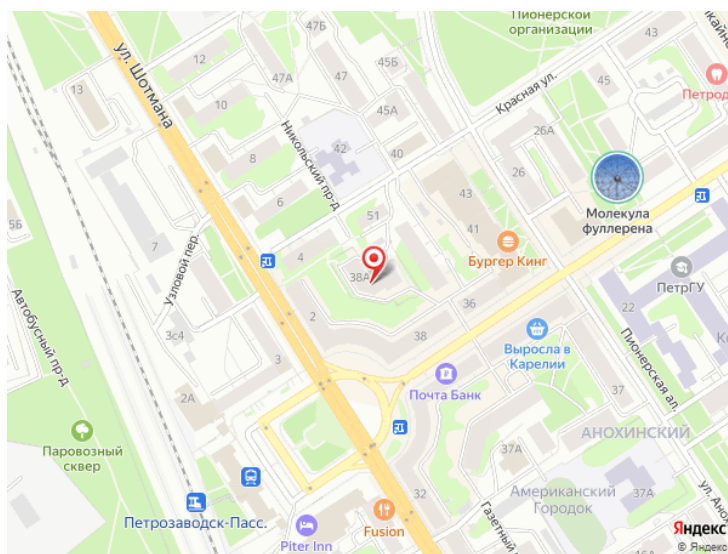 Пионерской
организации
43
47Б
45
13
12
47А
45А
10
Красная ул.
Петрод
ул. Шотмана
42
40
26А
8
Никольский пр-д
26
6
43
51
41
Молекула
фуллерена
5Б
7
Узловой пер.
4
Бургер Кинг
38А
ПетрГУ
36
22
Автобусный пр-д
2
38
3с4
3
Выросла в
Карелии
Пионерская ал.
2А
Почта Банк
37
Паровозный
сквер
37А
АНОХИНСКИЙ
32
Американский
Городок
37А
Петрозаводск-Пасс.
Газетный
Fusion
Piter Inn
Яндекс
© Яндекс